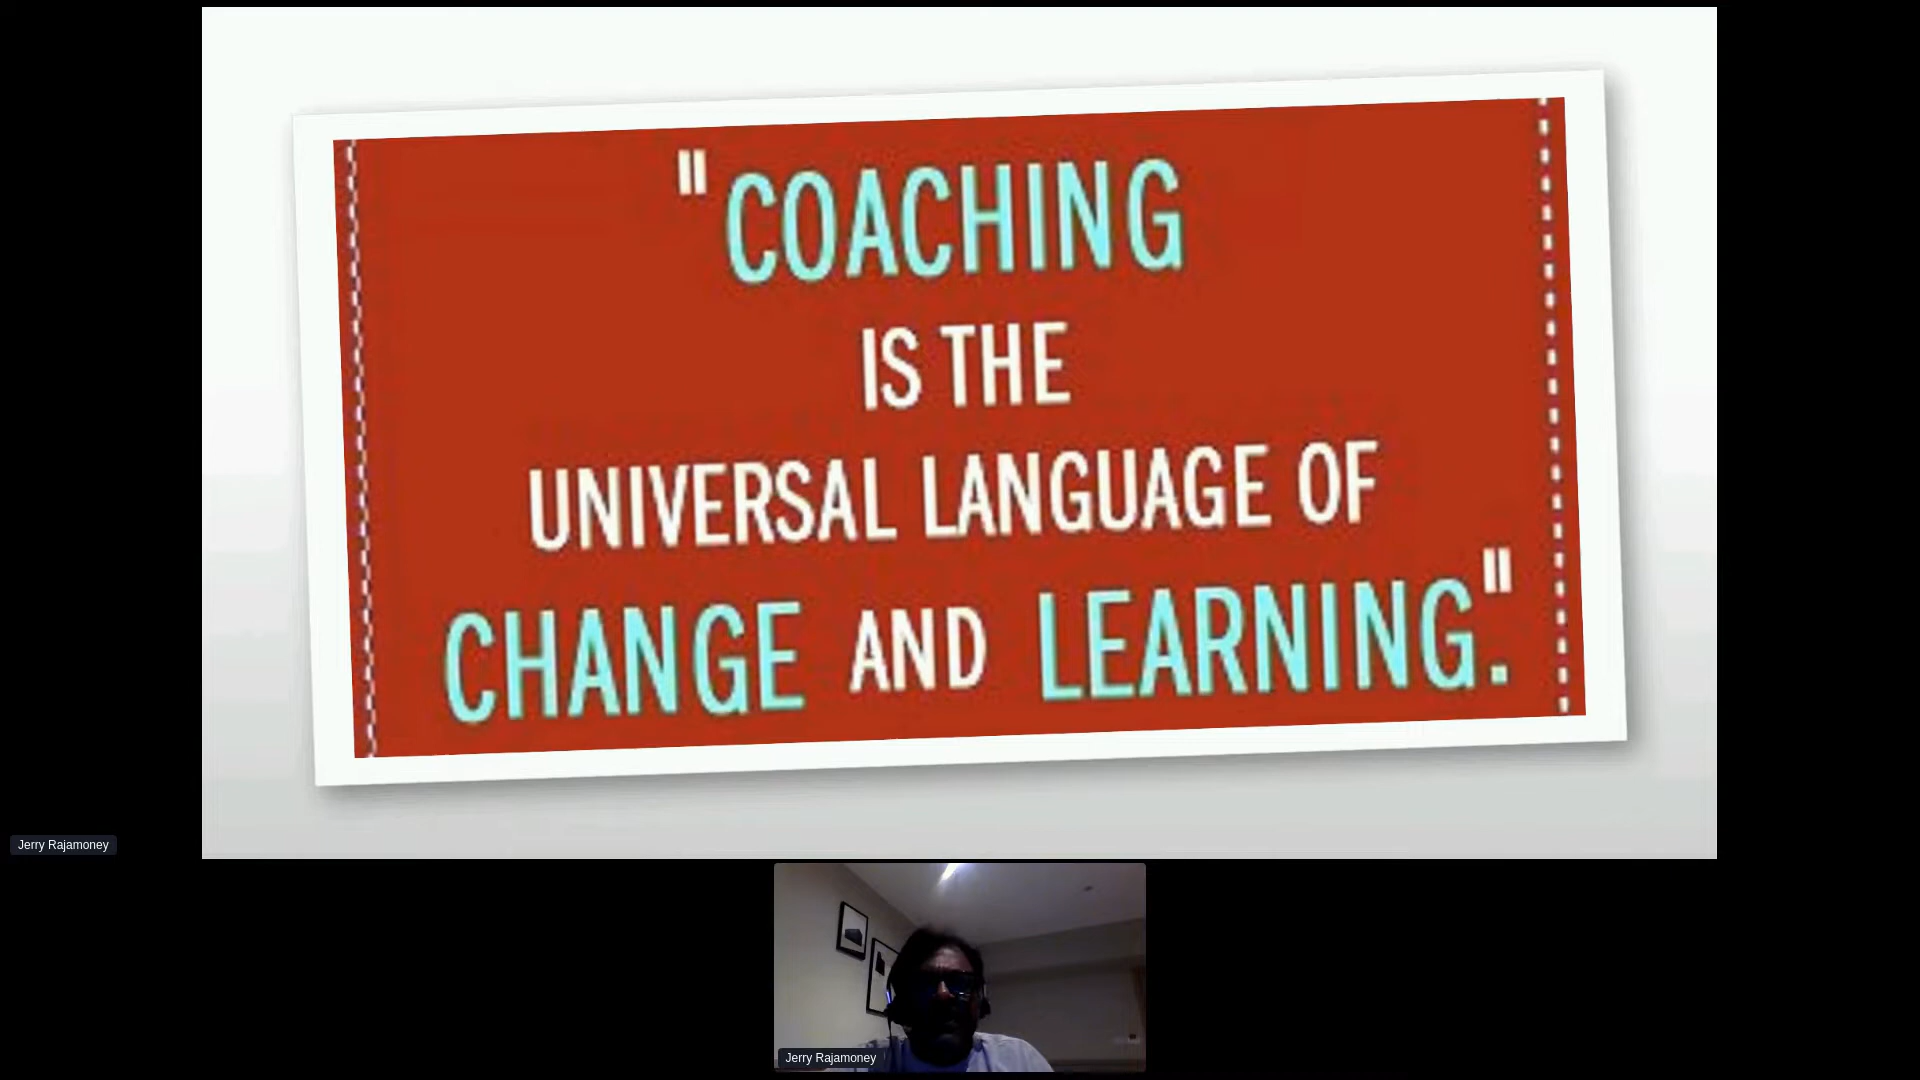 "COACHING
IS THE
UNIVERSAL LANGUAGE OF
CHANGE AND LEARNING."
Jerry Rajamoney
Jerry Rajamoney